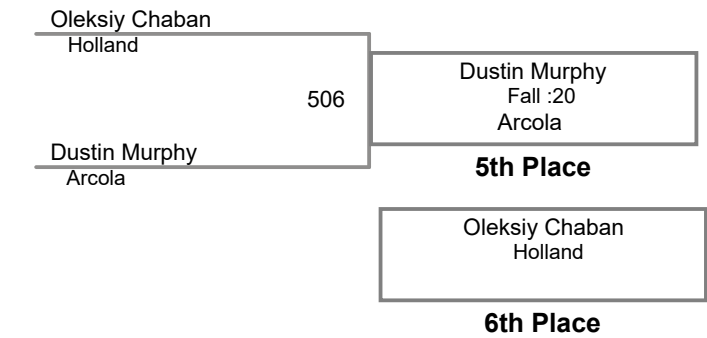 Oleksiy Chaban
Holland
506
Dustin Murphy
Arcola
Dustin Murphy
Fall :20
Arcola
5th Place
Oleksiy Chaban
Holland
6th Place